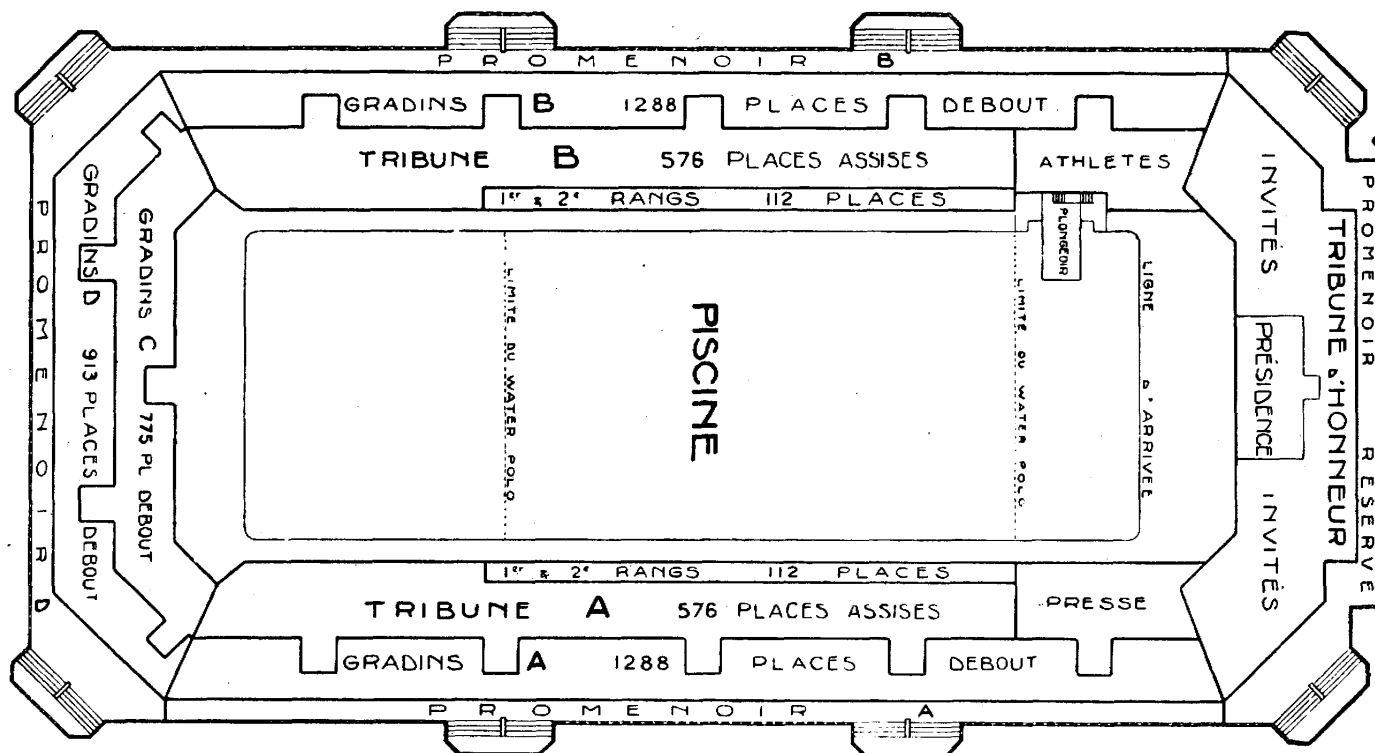 PROMENOIR B
GRADINS B 1288 PLACES DEBOUT
TRIBUNE B 576 PLACES ASSISES
ATHLÈTES
1er & 2e RANGS 112 PLACES
PLONGEOIR
PROMENOIR D
GRADINS D 913 PLACES DEBOUT
GRADINS C 775 PL DEBOUT
LIMITE DU WATER POLO
PISCINE
LIMITE DU WATER POLO
LIGNE D'ARRIVÉE
INVITÉS
PRÉSIDENCE
INVITÉS
TRIBUNE D'HONNEUR
PROMENOIR RÉSERVÉ
1er & 2e RANGS 112 PLACES
TRIBUNE A 576 PLACES ASSISES
PRESSE
GRADINS A 1288 PLACES DEBOUT
PROMENOIR A